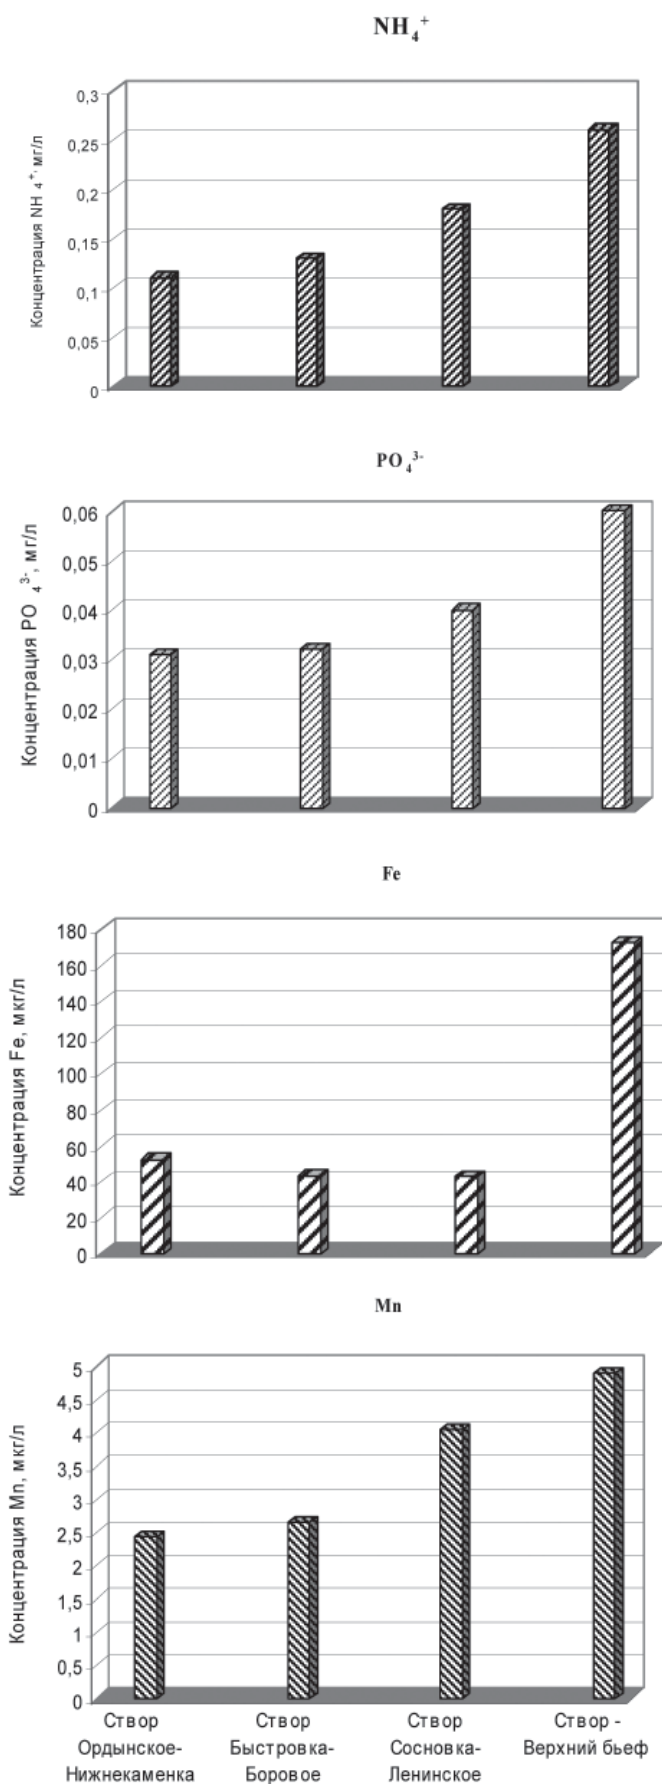 NH₄⁺
Концентрация NH ₄⁺, мг/л
0,3
0,25
0,2
0,15
0,1
0,05
0
PO₄³⁻
Концентрация PO ₄³⁻, мг/л
0,06
0,05
0,04
0,03
0,02
0,01
0
Fe
Концентрация Fe, мкг/л
180
160
140
120
100
80
60
40
20
0
Mn
Концентрация Mn, мкг/л
5
4,5
4
3,5
3
2,5
2
1,5
1
0,5
0
Створ
Ордынское-
Нижнекаменка
Створ
Быстровка-
Боровое
Створ
Сосновка-
Ленинское
Створ -
Верхний бьеф